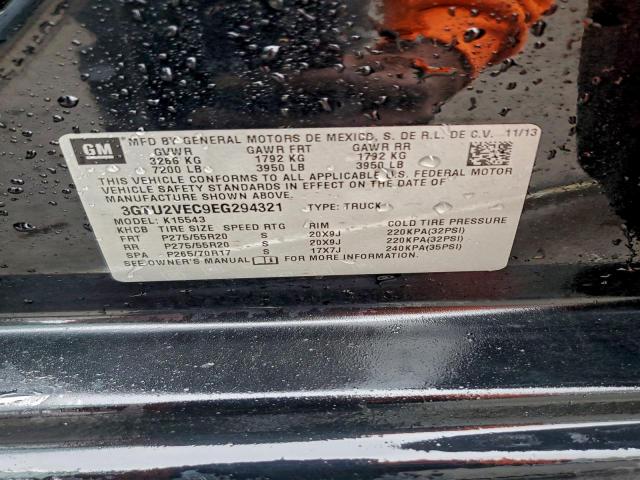 GM MFD BY GENERAL MOTORS DE MEXICO, S. DE R.L. DE C.V. 11/13
GVWR GAWR FRT GAWR RR
3266 KG 1792 KG 1792 KG
7200 LB 3950 LB 3950 LB
THIS VEHICLE CONFORMS TO ALL APPLICABLE U.S. FEDERAL MOTOR
VEHICLE SAFETY STANDARDS IN EFFECT ON THE DATE OF
MANUFACTURE SHOWN ABOVE.
3GTU2VEC9EG294321 TYPE: TRUCK
MODEL: K15543
KHCB TIRE SIZE SPEED RTG RIM COLD TIRE PRESSURE
FRT P275/55R20 S 20X9J 220KPA(32PSI)
RR P275/55R20 S 20X9J 220KPA(32PSI)
SPA P265/70R17 S 17X7J 240KPA(35PSI)
SEE OWNER'S MANUAL FOR MORE INFORMATION.